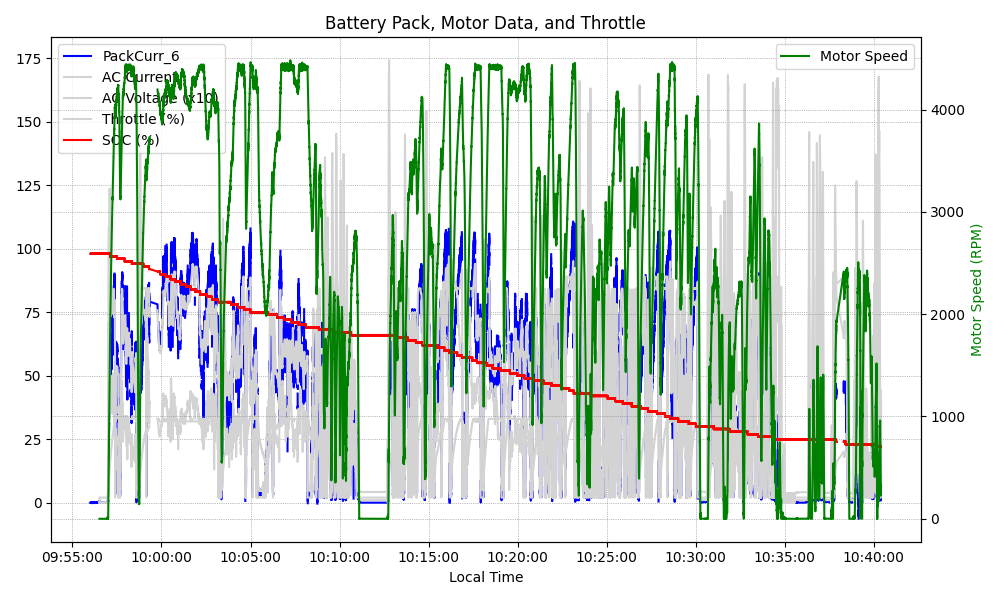 Battery Pack, Motor Data, and Throttle
PackCurr_6
AC Current
AC Voltage (x10)
Throttle (%)
SOC (%)
Motor Speed
175
150
125
100
75
50
25
0
4000
3000
2000
1000
0
Motor Speed (RPM)
09:55:00
10:00:00
10:05:00
10:10:00
10:15:00
10:20:00
10:25:00
10:30:00
10:35:00
10:40:00
Local Time